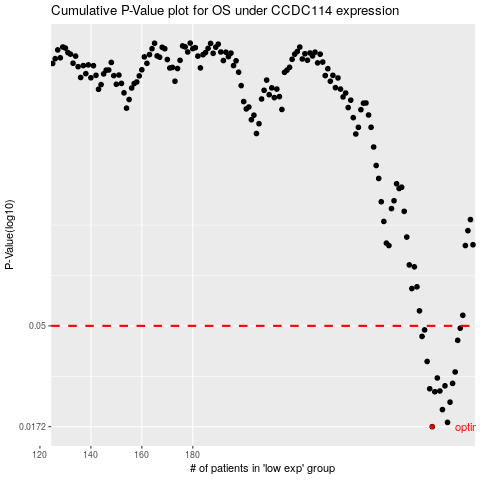 Cumulative P-Value plot for OS under CCDC114 expression
P-Value(log10)
0.05
0.0172
optim
120 140 160 180
# of patients in 'low exp' group